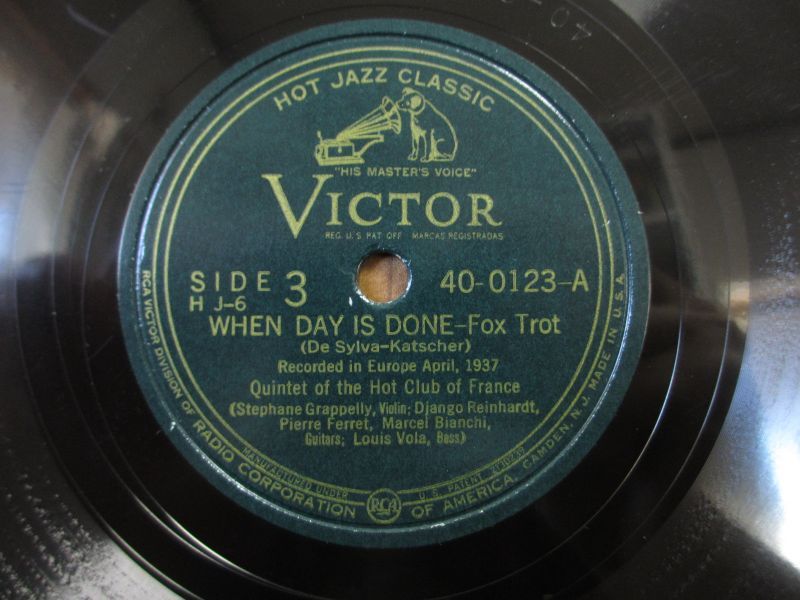 HOT JAZZ CLASSIC
"HIS MASTER'S VOICE"
VICTOR
REG. U.S. PAT. OFF. MARCAS REGISTRADAS
SIDE 3
40-0123-A
H J-6
WHEN DAY IS DONE-Fox Trot
(De Sylva-Katscher)
Recorded in Europe April, 1937
Quintet of the Hot Club of France
(Stephane Grappelly, Violin; Django Reinhardt,
Pierre Ferret, Marcel Bianchi,
Guitars; Louis Vola, Bass)
MANUFACTURED UNDER
U.S. PATENT
RCA VICTOR DIVISION OF RADIO CORPORATION OF AMERICA, CAMDEN, N.J. MADE IN U.S.A.
RCA